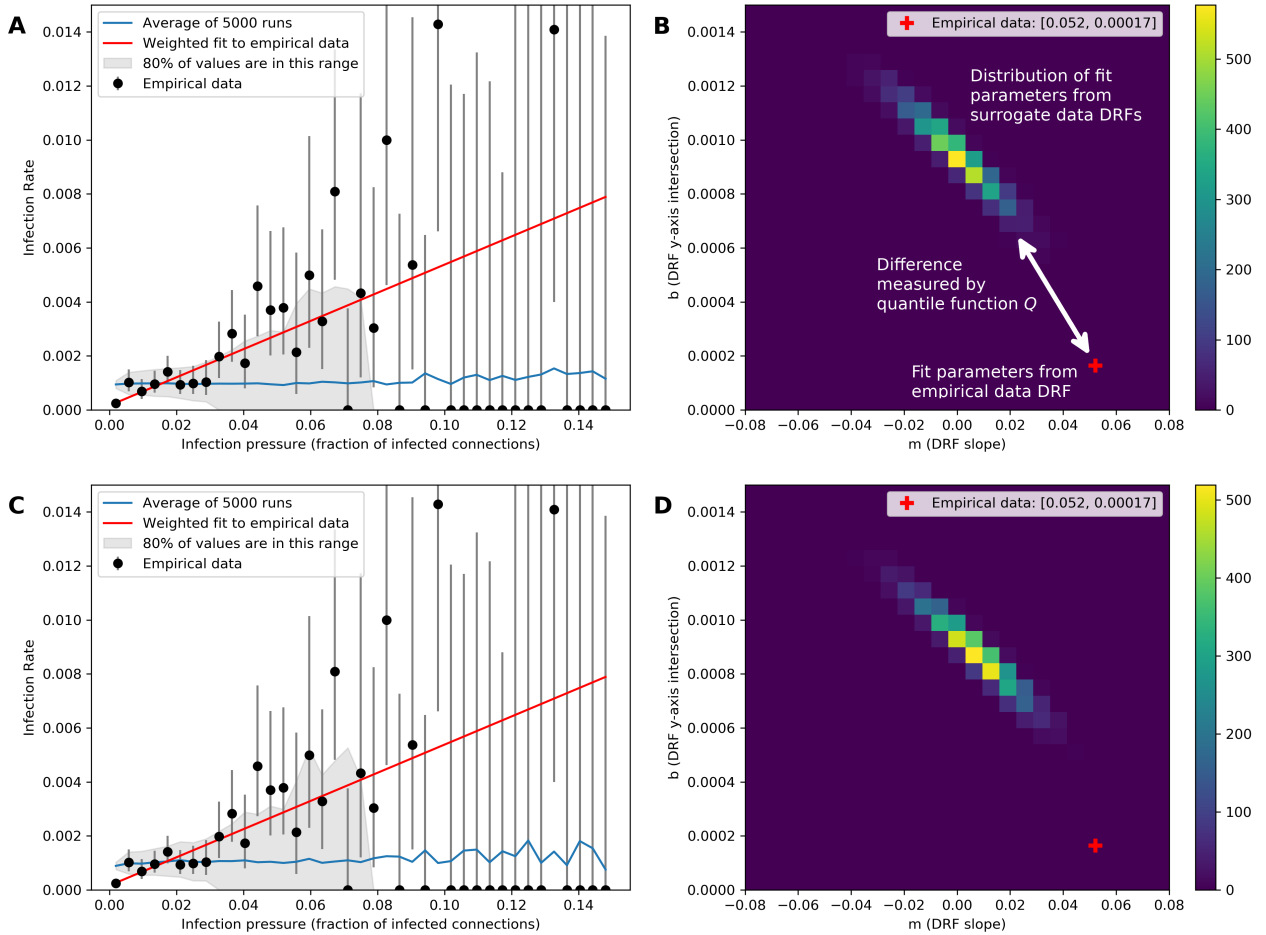 A
Average of 5000 runs
Weighted fit to empirical data
80% of values are in this range
Empirical data
0.014
0.012
0.010
0.008
0.006
0.004
0.002
0.000
Infection Rate
0.00 0.02 0.04 0.06 0.08 0.10 0.12 0.14
Infection pressure (fraction of infected connections)
B
Empirical data: [0.052, 0.00017]
Distribution of fit
parameters from
surrogate data DRFs
Difference
measured by
quantile function Q
Fit parameters from
empirical data DRF
0.0014
0.0012
0.0010
0.0008
0.0006
0.0004
0.0002
0.0000
b (DRF y-axis intersection)
−0.08 −0.06 −0.04 −0.02 0.00 0.02 0.04 0.06 0.08
m (DRF slope)
500
400
300
200
100
0
C
Average of 5000 runs
Weighted fit to empirical data
80% of values are in this range
Empirical data
0.014
0.012
0.010
0.008
0.006
0.004
0.002
0.000
Infection Rate
0.00 0.02 0.04 0.06 0.08 0.10 0.12 0.14
Infection pressure (fraction of infected connections)
D
Empirical data: [0.052, 0.00017]
0.0014
0.0012
0.0010
0.0008
0.0006
0.0004
0.0002
0.0000
b (DRF y-axis intersection)
−0.08 −0.06 −0.04 −0.02 0.00 0.02 0.04 0.06 0.08
m (DRF slope)
500
400
300
200
100
0